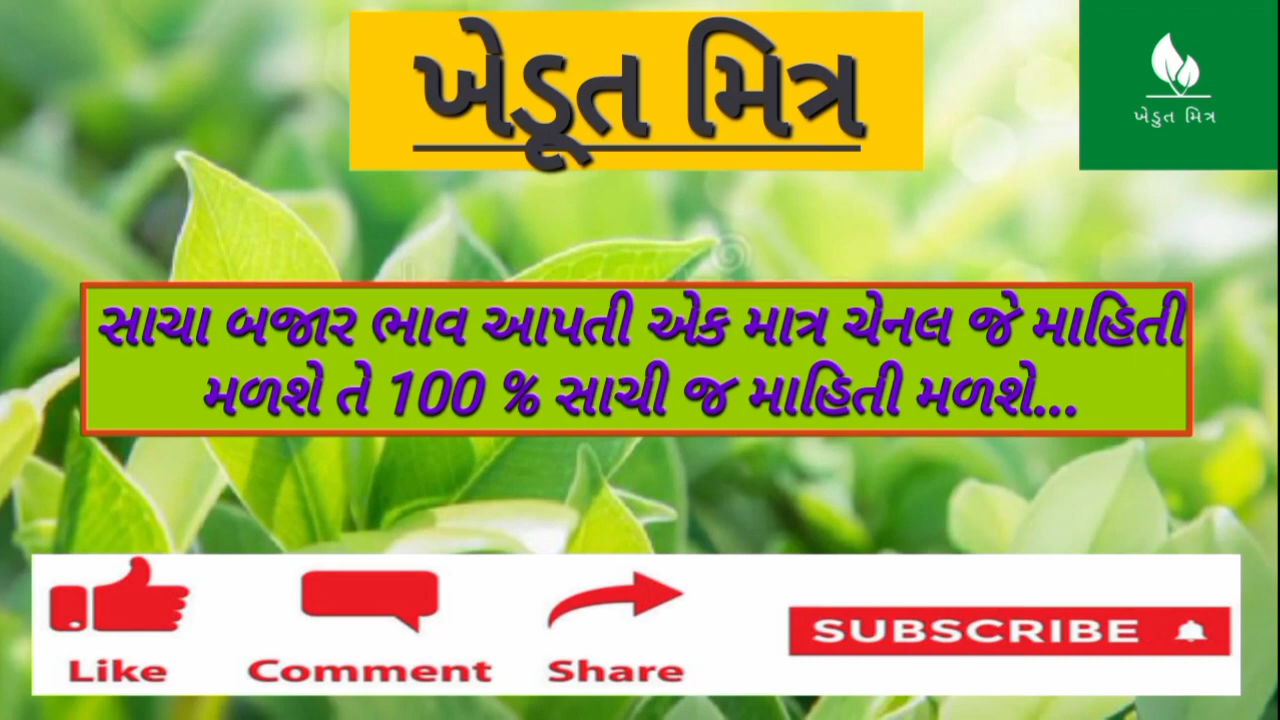 ખેડૂત મિત્ર
ખેડુત મિત્ર
સાચા બજાર ભાવ આપતી એક માત્ર ચેનલ જે માહિતી
મળશે તે 100 % સાચી જ માહિતી મળશે...
Like Comment Share
SUBSCRIBE